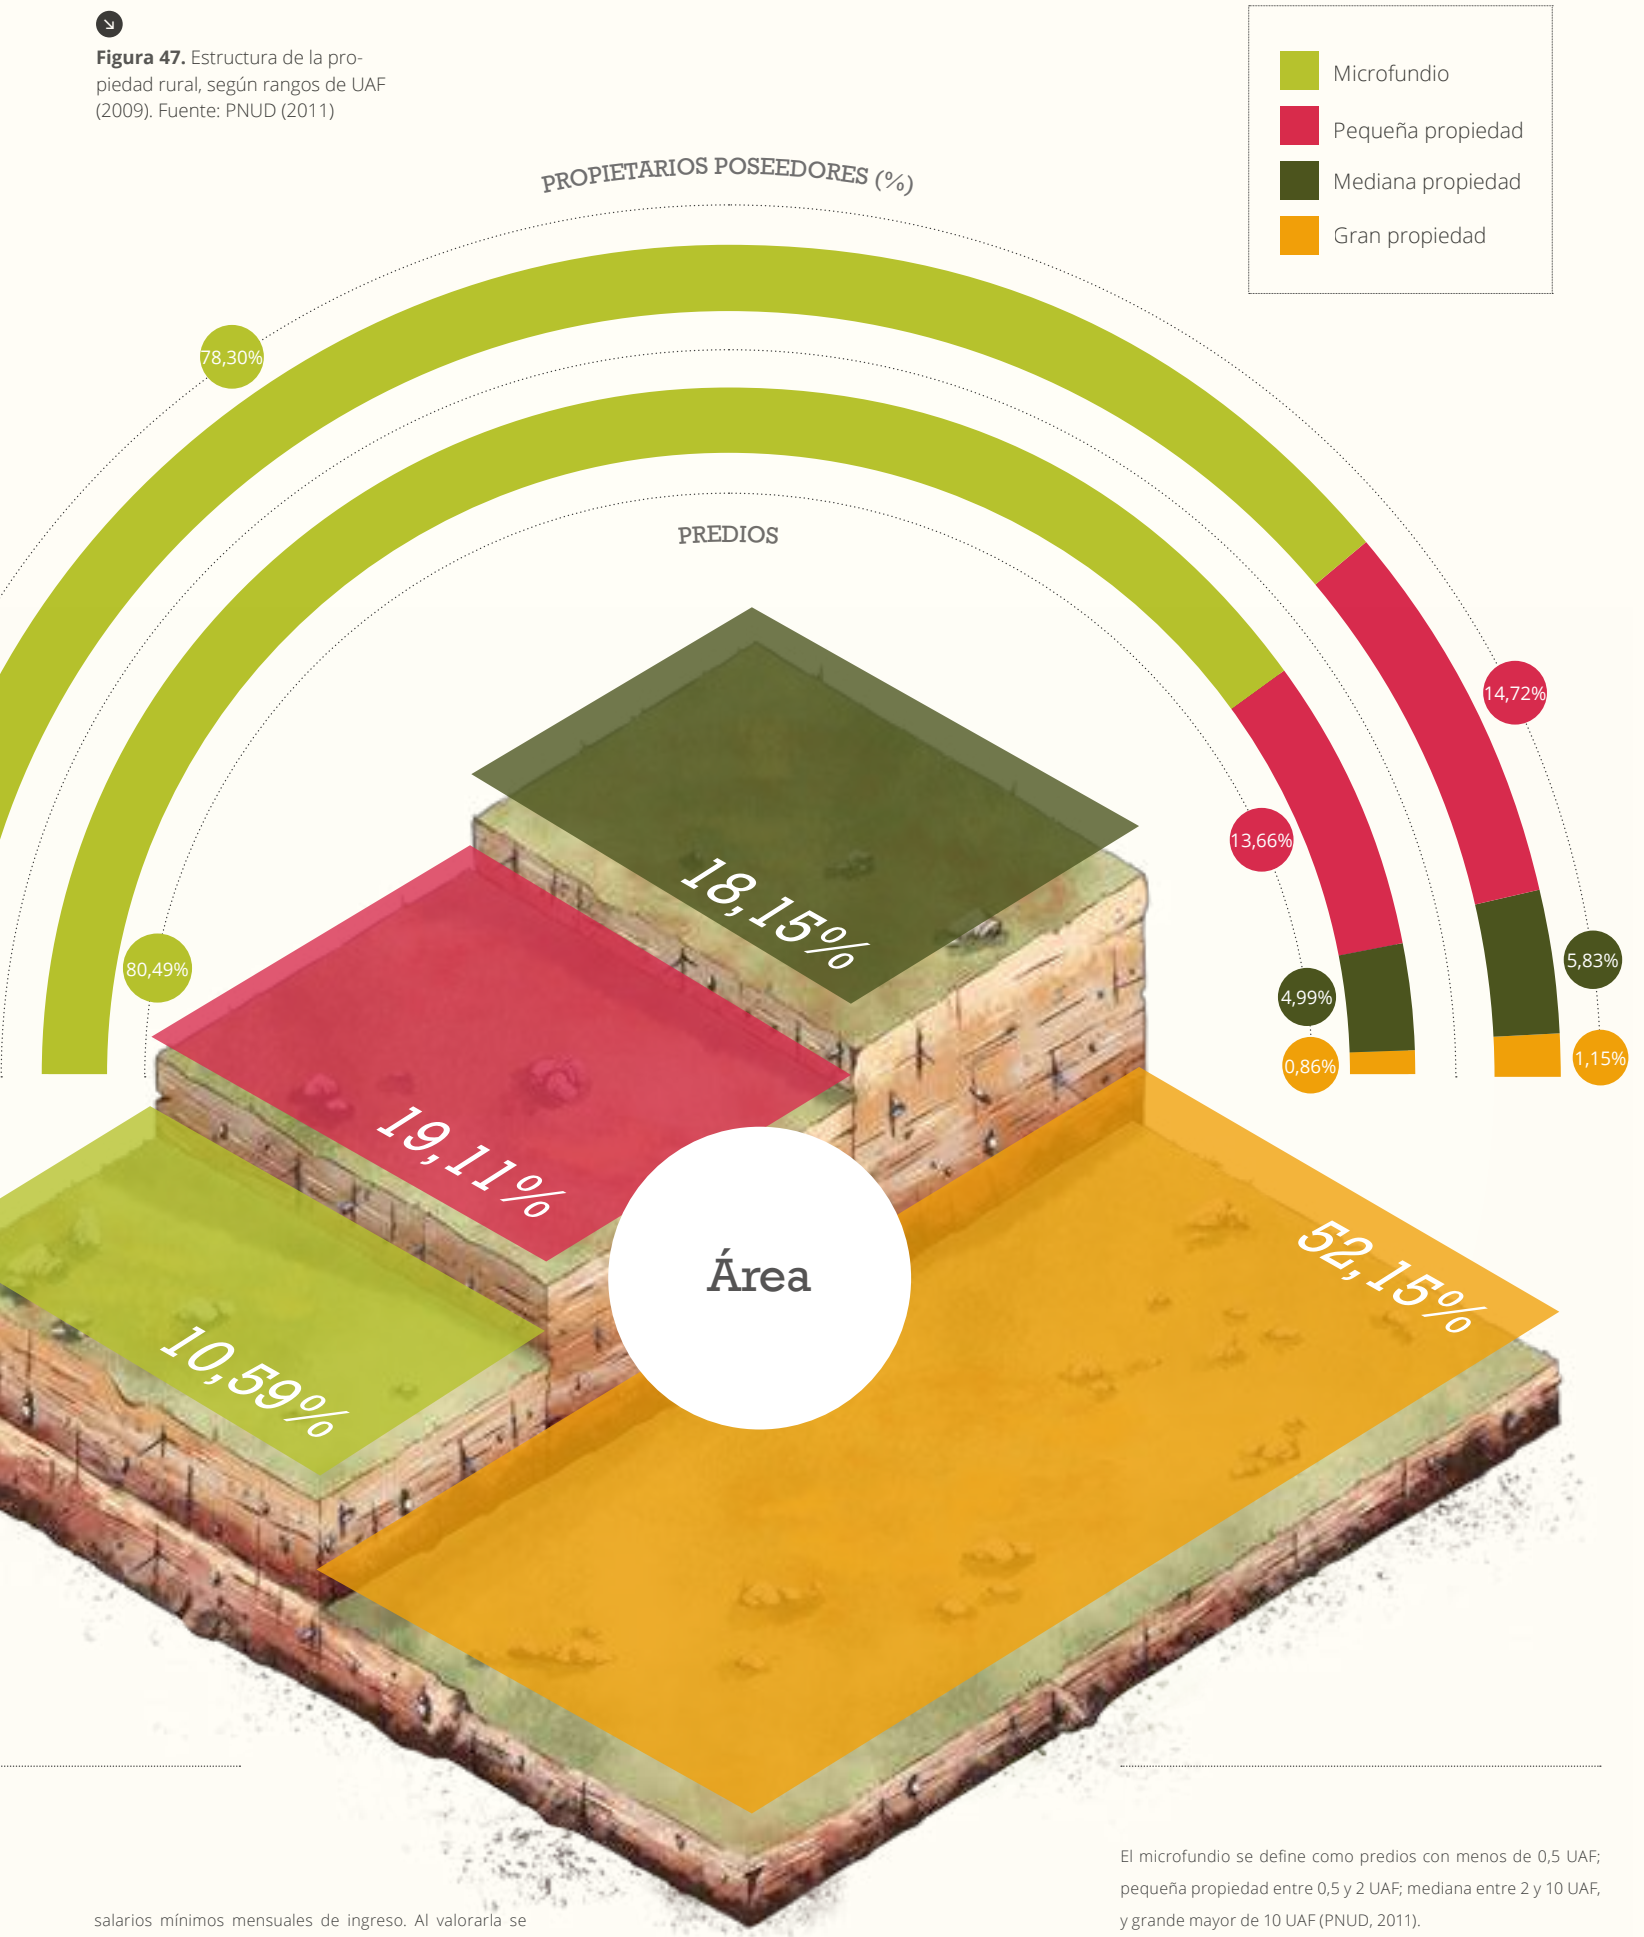 Figura 47. Estructura de la pro-
piedad rural, según rangos de UAF
(2009). Fuente: PNUD (2011)
Microfundio
Pequeña propiedad
Mediana propiedad
Gran propiedad
PROPIETARIOS POSEEDORES (%)
78,30%
14,72%
5,83%
1,15%
PREDIOS
80,49%
13,66%
4,99%
0,86%
18,15%
19,11%
10,59%
52,15%
Área
salarios mínimos mensuales de ingreso. Al valorarla se
El microfundio se define como predios con menos de 0,5 UAF;
pequeña propiedad entre 0,5 y 2 UAF; mediana entre 2 y 10 UAF,
y grande mayor de 10 UAF (PNUD, 2011).